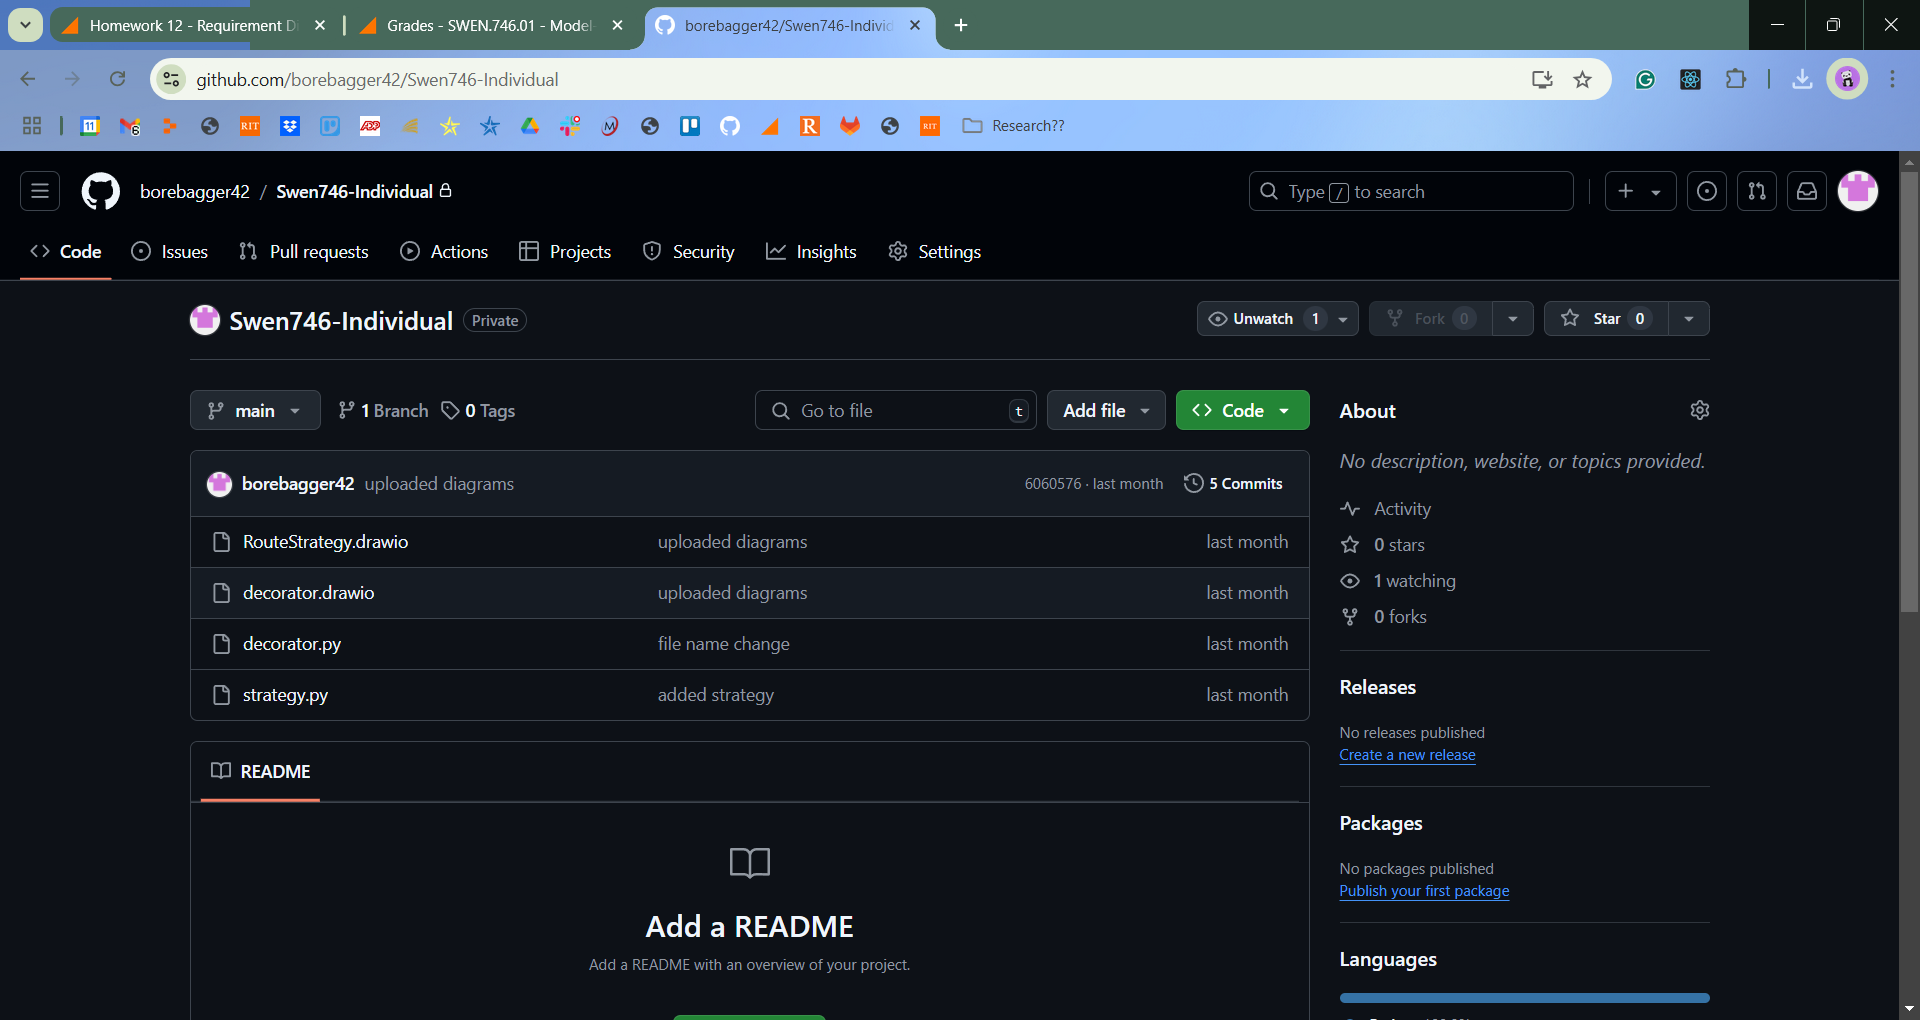 Homework 12 - Requirement Di
Grades - SWEN.746.01 - Model-
borebagger42/Swen746-Individ
github.com/borebagger42/Swen746-Individual
11
6
RIT
ADP
M
R
RIT
Research??
borebagger42 / Swen746-Individual
Type / to search
Code
Issues
Pull requests
Actions
Projects
Security
Insights
Settings
Swen746-Individual
Private
Unwatch 1
Fork 0
Star 0
main
1 Branch
0 Tags
Go to file
t
Add file
Code
About
No description, website, or topics provided.
borebagger42 uploaded diagrams
6060576 · last month
5 Commits
RouteStrategy.drawio
uploaded diagrams
last month
decorator.drawio
uploaded diagrams
last month
decorator.py
file name change
last month
strategy.py
added strategy
last month
Activity
0 stars
1 watching
0 forks
Releases
No releases published
Create a new release
README
Add a README
Add a README with an overview of your project.
Packages
No packages published
Publish your first package
Languages